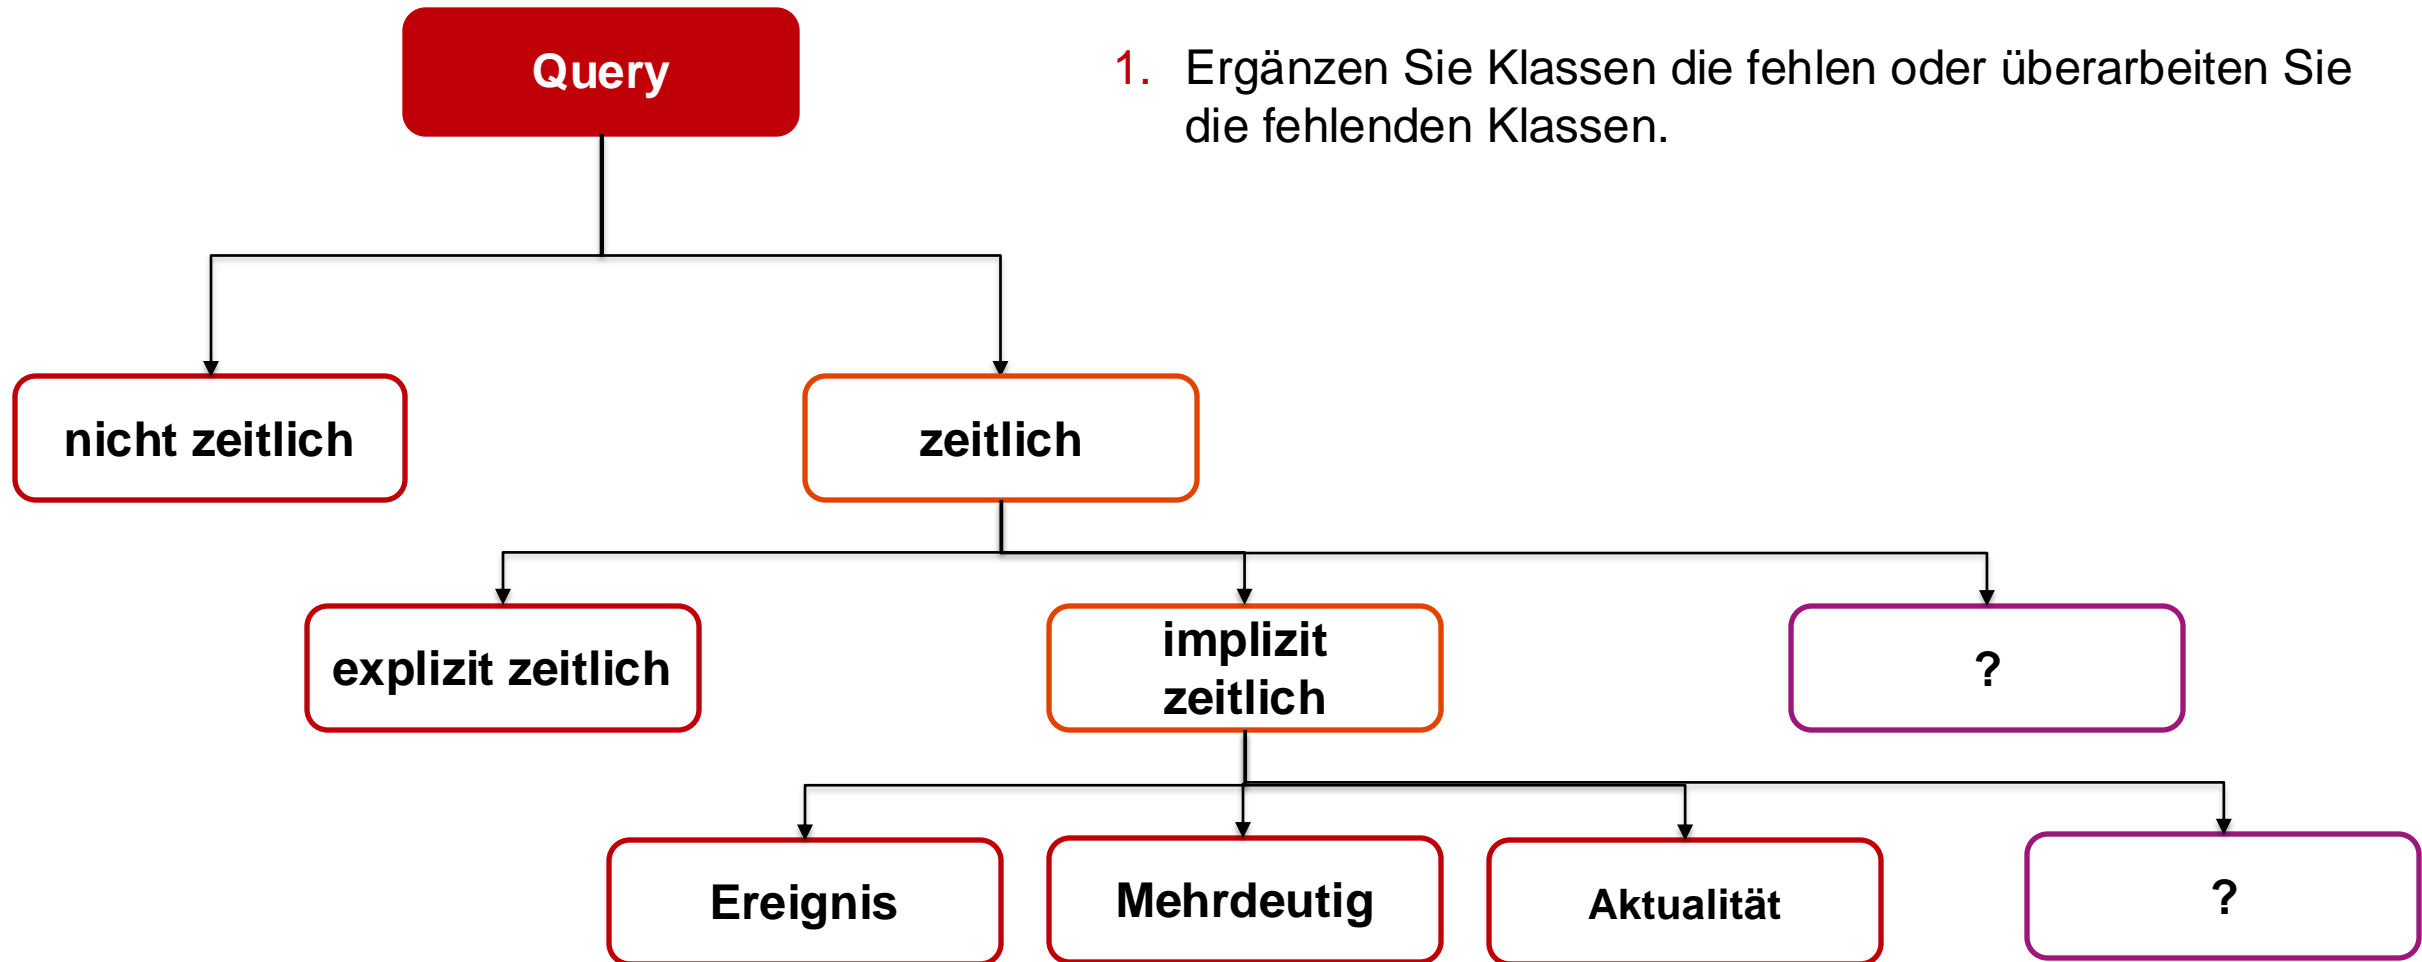 Query
1. Ergänzen Sie Klassen die fehlen oder überarbeiten Sie
die fehlenden Klassen.
nicht zeitlich
zeitlich
explizit zeitlich
implizit
zeitlich
?
Ereignis
Mehrdeutig
Aktualität
?